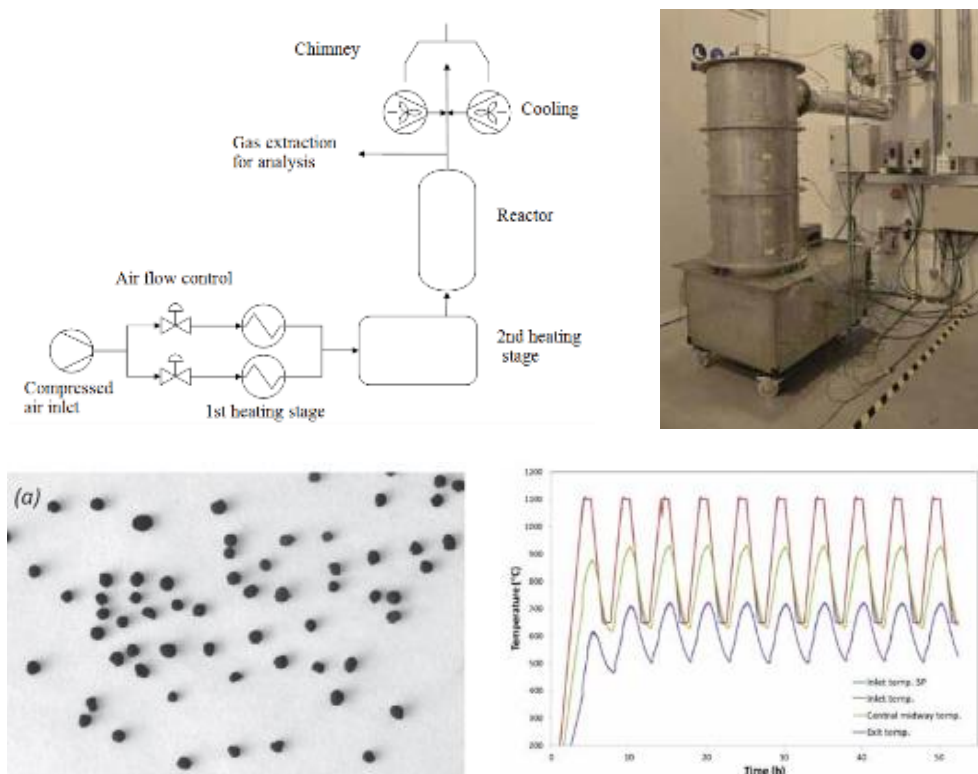 Chimney
Cooling
Gas extraction
for analysis
Reactor
Air flow control
2nd heating
stage
Compressed
air inlet
1st heating stage
(a)
1200
1100
1000
900
800
700
600
500
400
300
200
Temperature (°C)
0
10
20
30
40
50
Time (h)
Inlet temp. SP
Inlet temp.
Central midway temp.
Exit temp.